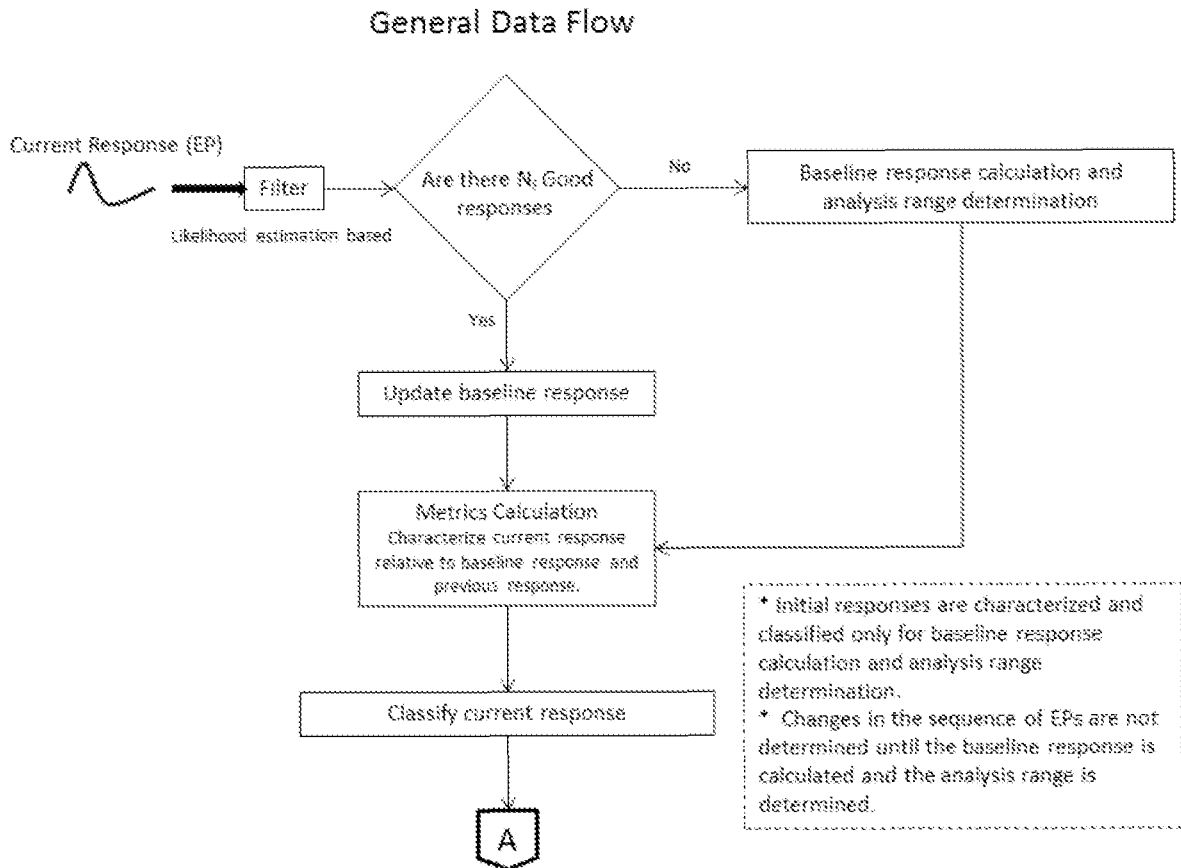 General Data Flow
Current Response (EP)
Filter
Likelihood estimation based
Are there N₁ Good
responses
No
Baseline response calculation and
analysis range determination
Yes
Update baseline response
Metrics Calculation
Characterize current response
relative to baseline response and
previous response.
* Initial responses are characterized and
classified only for baseline response
calculation and analysis range
determination.
* Changes in the sequence of EPs are not
determined until the baseline response is
calculated and the analysis range is
determined.
Classify current response
A